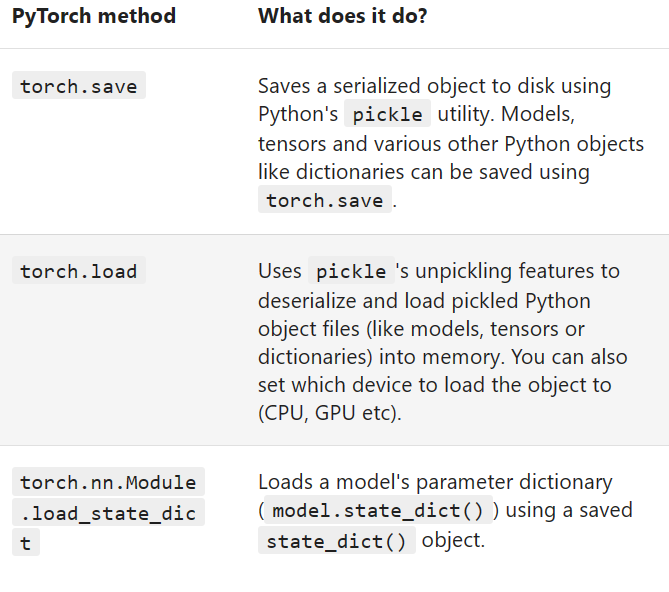 PyTorch method What does it do?
torch.save Saves a serialized object to disk using
Python's pickle utility. Models,
tensors and various other Python objects
like dictionaries can be saved using
torch.save.
torch.load Uses pickle's unpickling features to
deserialize and load pickled Python
object files (like models, tensors or
dictionaries) into memory. You can also
set which device to load the object to
(CPU, GPU etc).
torch.nn.Module Loads a model's parameter dictionary
.load_state_dic (model.state_dict()) using a saved
t state_dict() object.